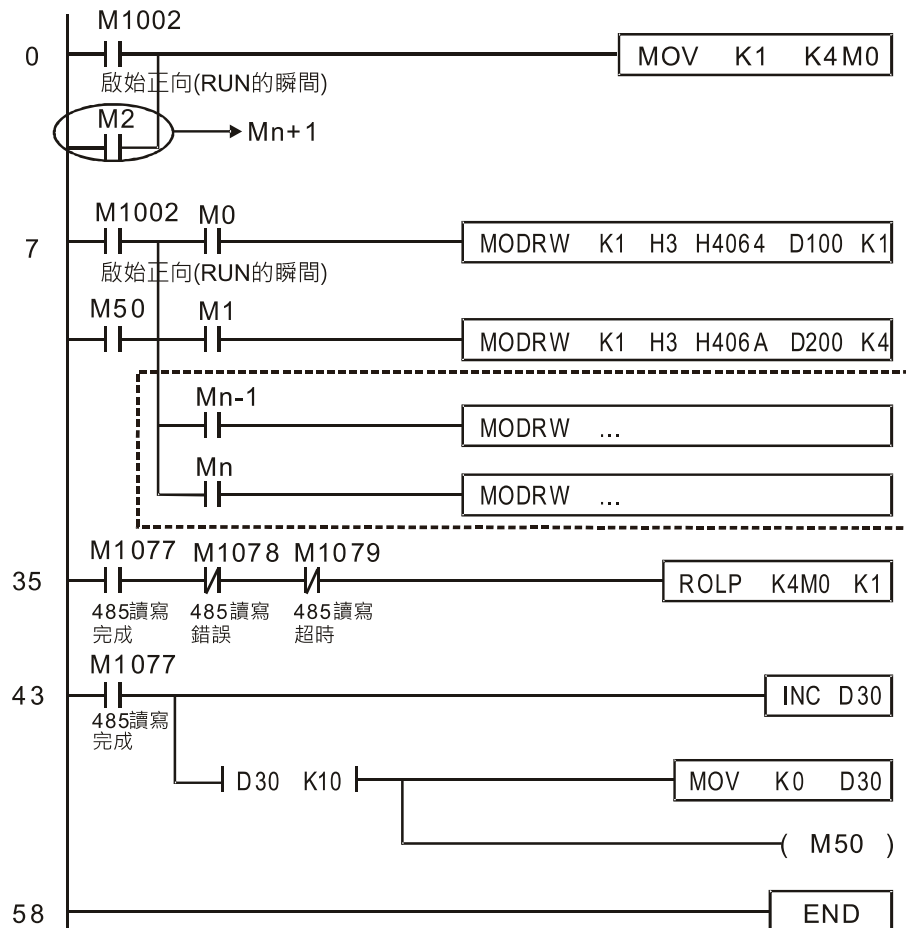 M1002
0
MOV K1 K4M0
啟始正向(RUN的瞬間)
M2
Mn+1
M1002 M0
7
MODRW K1 H3 H4064 D100 K1
啟始正向(RUN的瞬間)
M50 M1
MODRW K1 H3 H406A D200 K4
Mn-1
MODRW ...
Mn
MODRW ...
M1077 M1078 M1079
35
ROLP K4M0 K1
485讀寫 485讀寫 485讀寫
完成 錯誤 超時
M1077
43
INC D30
485讀寫
完成
D30 K10
MOV K0 D30
( M50 )
58
END